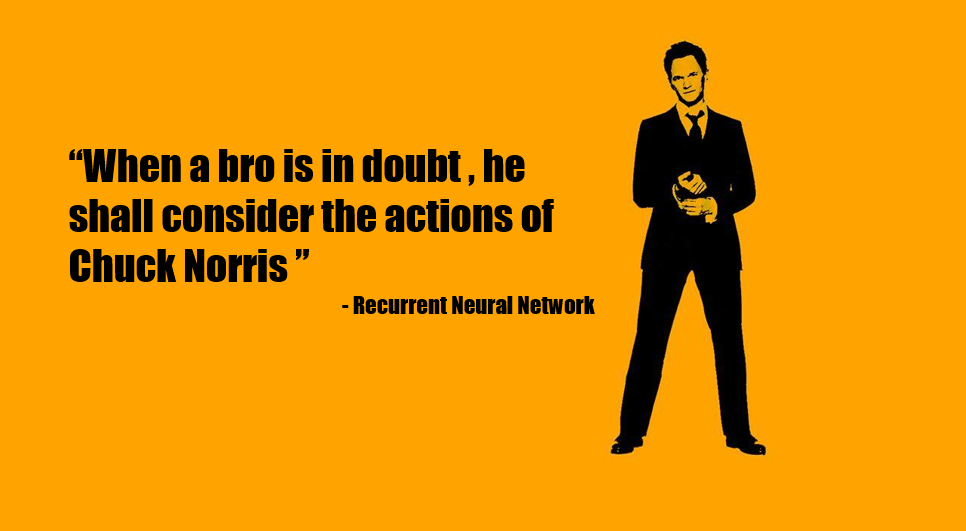 “When a bro is in doubt , he
shall consider the actions of
Chuck Norris ”
- Recurrent Neural Network